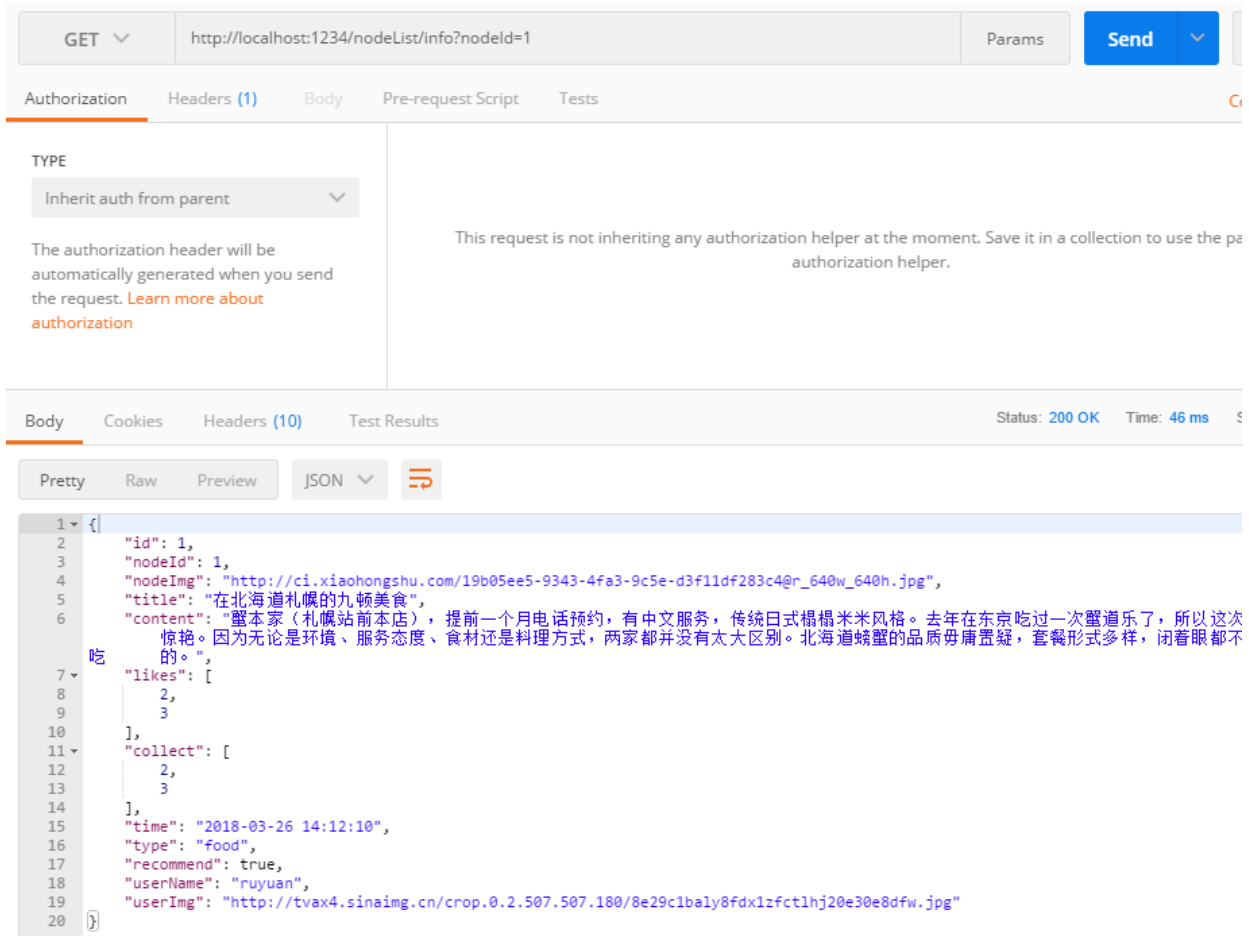 GET http://localhost:1234/nodeList/info?nodeId=1 Params Send
Authorization Headers (1) Body Pre-request Script Tests
TYPE
Inherit auth from parent
The authorization header will be
automatically generated when you send
the request. Learn more about
authorization
This request is not inheriting any authorization helper at the moment. Save it in a collection to use the pa
authorization helper.
Body Cookies Headers (10) Test Results Status: 200 OK Time: 46 ms
Pretty Raw Preview JSON
1 {
2 "id": 1,
3 "nodeId": 1,
4 "nodeImg": "http://ci.xiaohongshu.com/19b05ee5-9343-4fa3-9c5e-d3f11df283c4@r_640w_640h.jpg",
5 "title": "在北海道札幌的九顿美食",
6 "content": "蟹本家（札幌站前本店），提前一个月电话预约，有中文服务，传统日式榻榻米米风格。去年在东京吃过一次蟹道乐了，所以这次
惊艳。因为无论是环境、服务态度、食材还是料理方式，两家都并没有太大区别。北海道螃蟹的品质毋庸置疑，套餐形式多样，闭着眼都不
吃 的。",
7 "likes": [
8 2,
9 3
10 ],
11 "collect": [
12 2,
13 3
14 ],
15 "time": "2018-03-26 14:12:10",
16 "type": "food",
17 "recommend": true,
18 "userName": "ruyuan",
19 "userImg": "http://tvax4.sinaimg.cn/crop.0.2.507.507.180/8e29c1baly8fdx1zfctlhj20e30e8dfw.jpg"
20 }